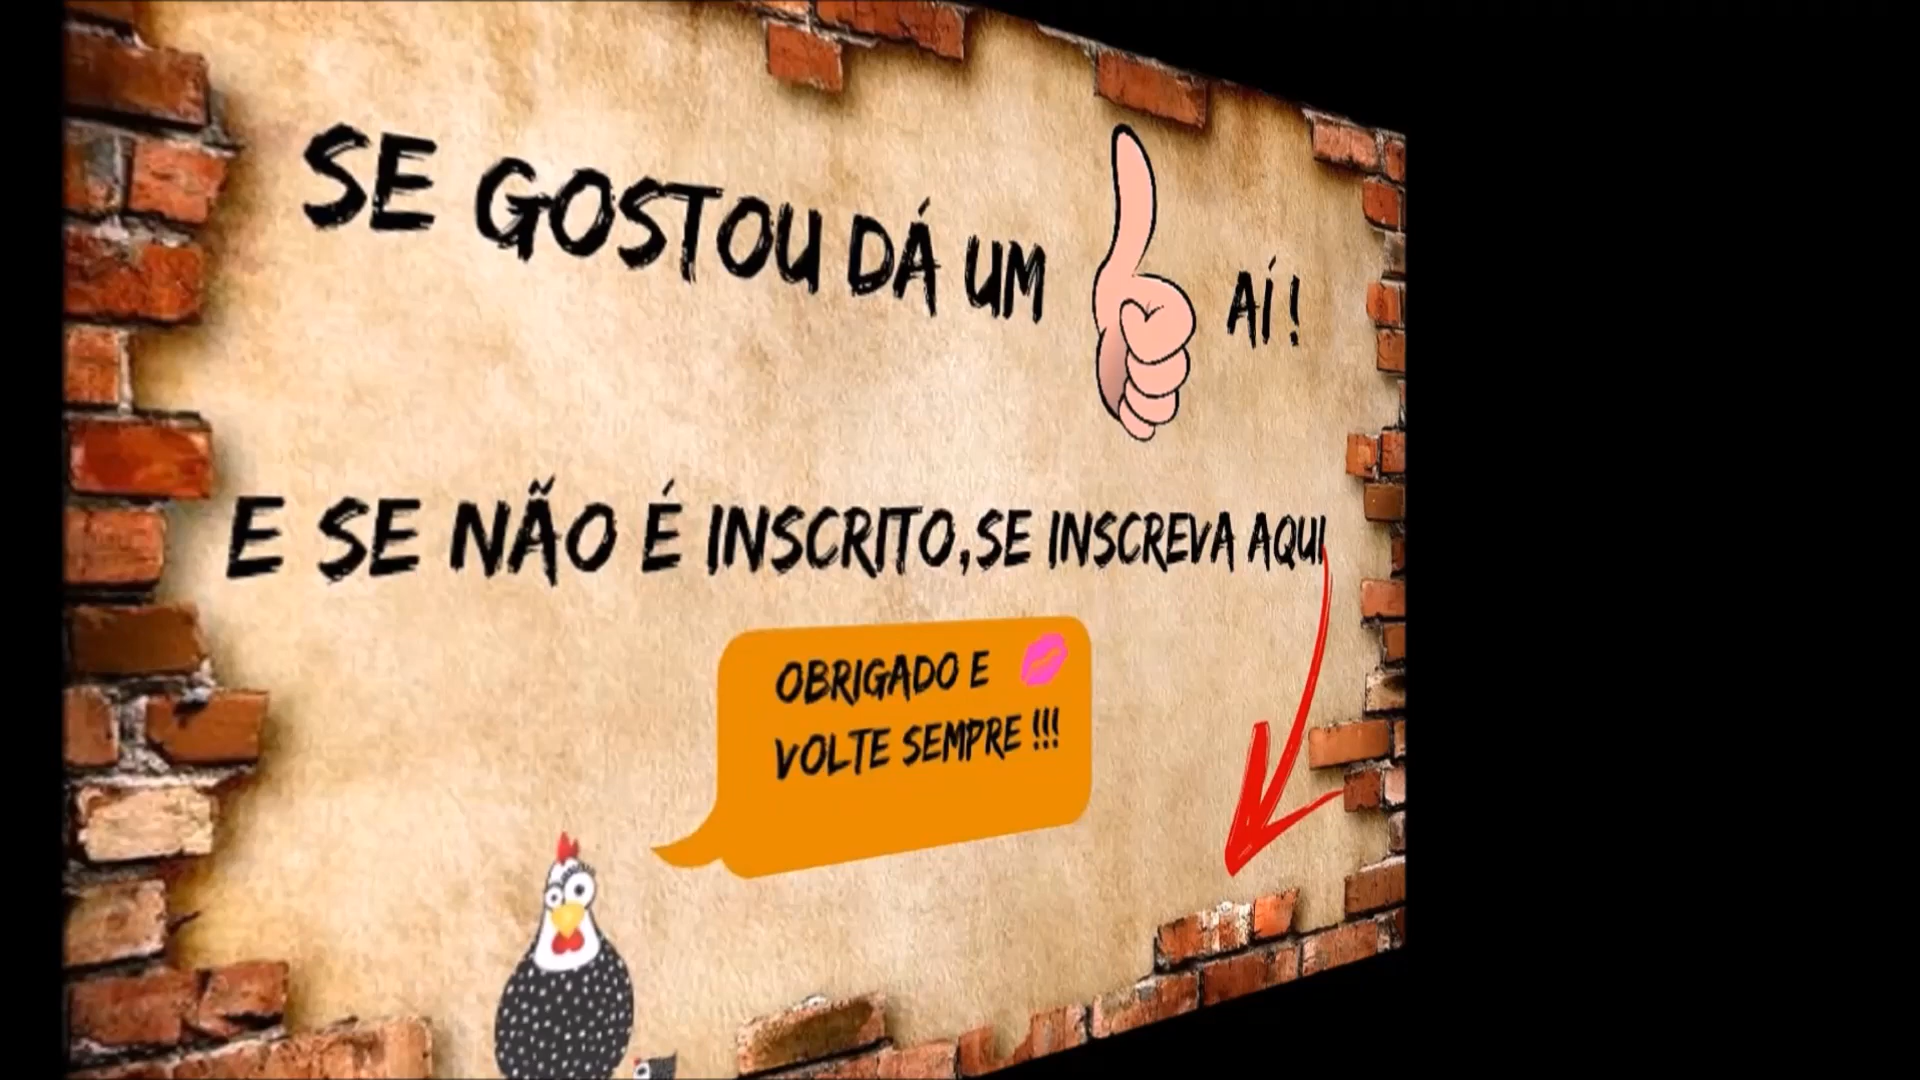 SE GOSTOU DÁ UM AÍ !
E SE NÃO É INSCRITO,SE INSCREVA AQUI
OBRIGADO E
VOLTE SEMPRE !!!